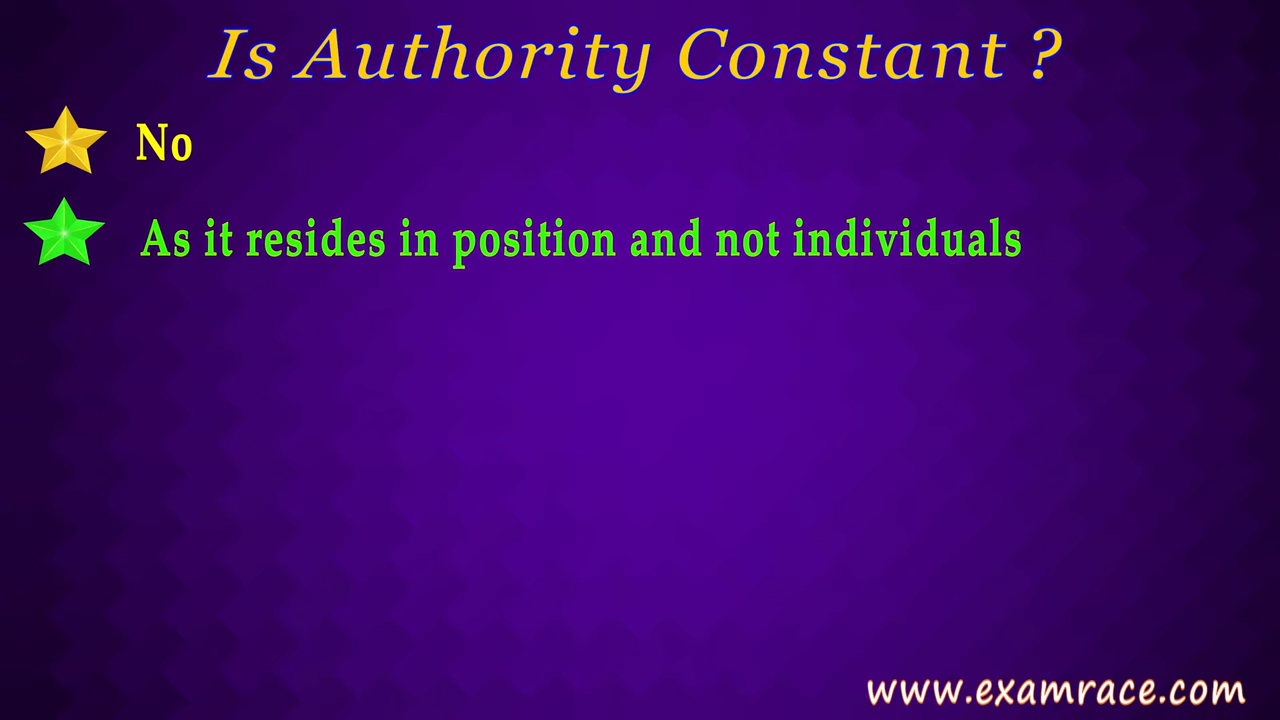 Is Authority Constant ?
No
As it resides in position and not individuals
www.examrace.com